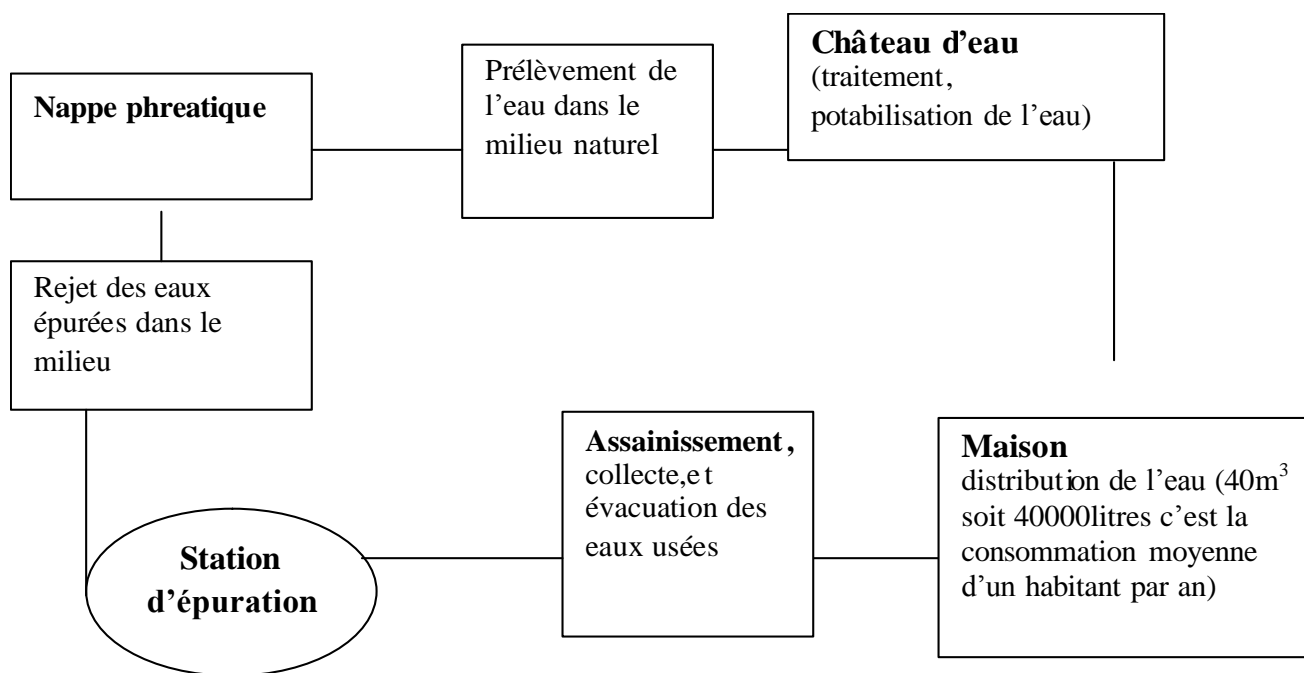 Nappe phreatique
Prélèvement de
l'eau dans le
milieu naturel
Château d'eau
(traitement,
potabilisation de l'eau)
Rejet des eaux
épurées dans le
milieu
Station
d'épuration
Assainissement,
collecte,et
évacuation des
eaux usées
Maison
distribution de l'eau (40m³
soit 40000litres c'est la
consommation moyenne
d'un habitant par an)